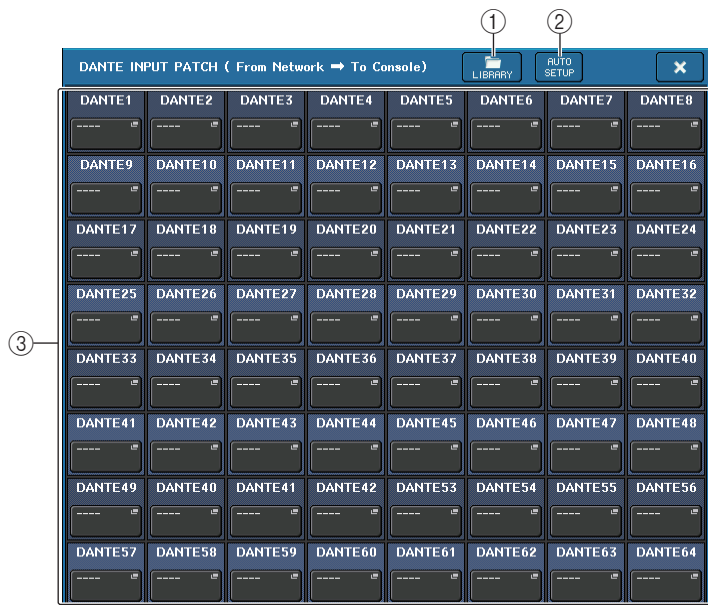 ① ②
DANTE INPUT PATCH ( From Network ➡ To Console) LIBRARY AUTO SETUP ×
DANTE1 DANTE2 DANTE3 DANTE4 DANTE5 DANTE6 DANTE7 DANTE8
---- ---- ---- ---- ---- ---- ---- ----
DANTE9 DANTE10 DANTE11 DANTE12 DANTE13 DANTE14 DANTE15 DANTE16
---- ---- ---- ---- ---- ---- ---- ----
DANTE17 DANTE18 DANTE19 DANTE20 DANTE21 DANTE22 DANTE23 DANTE24
---- ---- ---- ---- ---- ---- ---- ----
DANTE25 DANTE26 DANTE27 DANTE28 DANTE29 DANTE30 DANTE31 DANTE32
---- ---- ---- ---- ---- ---- ---- ----
③
DANTE33 DANTE34 DANTE35 DANTE36 DANTE37 DANTE38 DANTE39 DANTE40
---- ---- ---- ---- ---- ---- ---- ----
DANTE41 DANTE42 DANTE43 DANTE44 DANTE45 DANTE46 DANTE47 DANTE48
---- ---- ---- ---- ---- ---- ---- ----
DANTE49 DANTE40 DANTE41 DANTE42 DANTE53 DANTE54 DANTE55 DANTE56
---- ---- ---- ---- ---- ---- ---- ----
DANTE57 DANTE58 DANTE59 DANTE60 DANTE61 DANTE62 DANTE63 DANTE64
---- ---- ---- ---- ---- ---- ---- ----